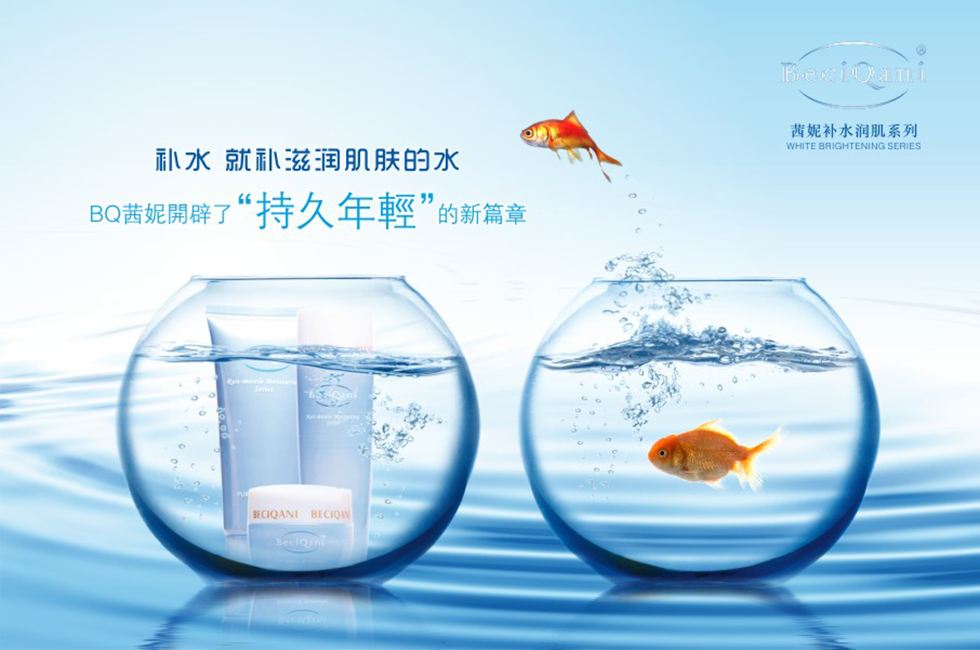 BeciQani®
茜妮补水润肌系列
WHITE BRIGHTENING SERIES
补水 就补滋润肌肤的水
BQ茜妮開辟了“持久年輕”的新篇章
BeciQani
BECIQANI BECIQANI
BeciQani